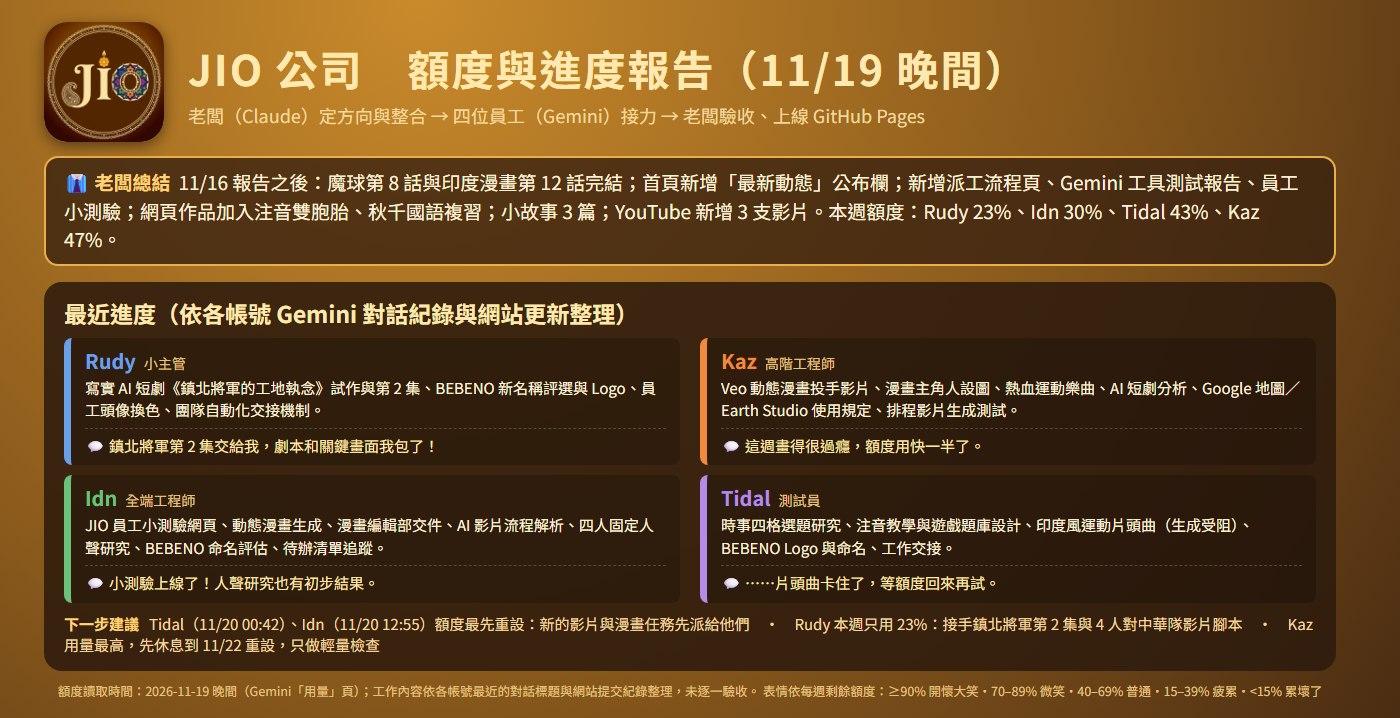 JIO
JIO 公司　額度與進度報告（11/19 晚間）
老闆（Claude）定方向與整合 → 四位員工（Gemini）接力 → 老闆驗收、上線 GitHub Pages
👔 老闆總結 11/16 報告之後：魔球第 8 話與印度漫畫第 12 話完結；首頁新增「最新動態」公布欄；新增派工流程頁、Gemini 工具測試報告、員工
小測驗；網頁作品加入注音雙胞胎、秋千國語複習；小故事 3 篇；YouTube 新增 3 支影片。本週額度：Rudy 23%、Idn 30%、Tidal 43%、Kaz
47%。
最近進度（依各帳號 Gemini 對話紀錄與網站更新整理）
Rudy 小主管
寫實 AI 短劇《鎮北將軍的工地執念》試作與第 2 集、BEBENO 新名稱評選與 Logo、員
工頭像換色、團隊自動化交接機制。
💬 鎮北將軍第 2 集交給我，劇本和關鍵畫面我包了！
Kaz 高階工程師
Veo 動態漫畫投手影片、漫畫主角人設圖、熱血運動樂曲、AI 短劇分析、Google 地圖／
Earth Studio 使用規定、排程影片生成測試。
💬 這週畫得很過癮，額度用快一半了。
Idn 全端工程師
JIO 員工小測驗網頁、動態漫畫生成、漫畫編輯部交件、AI 影片流程解析、四人固定人
聲研究、BEBENO 命名評估、待辦清單追蹤。
💬 小測驗上線了！人聲研究也有初步結果。
Tidal 測試員
時事四格選題研究、注音教學與遊戲題庫設計、印度風運動片頭曲（生成受阻）、
BEBENO Logo 與命名、工作交接。
💬 ⋯⋯片頭曲卡住了，等額度回來再試。
下一步建議 Tidal（11/20 00:42）、Idn（11/20 12:55）額度最先重設：新的影片與漫畫任務先派給他們　・　Rudy 本週只用 23%：接手鎮北將軍第 2 集與 4 人對中華隊影片腳本　・　Kaz
用量最高，先休息到 11/22 重設，只做輕量檢查
額度讀取時間：2026-11-19 晚間（Gemini「用量」頁）；工作內容依各帳號最近的對話標題與網站提交紀錄整理，未逐一驗收。 表情依每週剩餘額度：≥90% 開懷大笑・70–89% 微笑・40–69% 普通・15–39% 疲累・<15% 累壞了